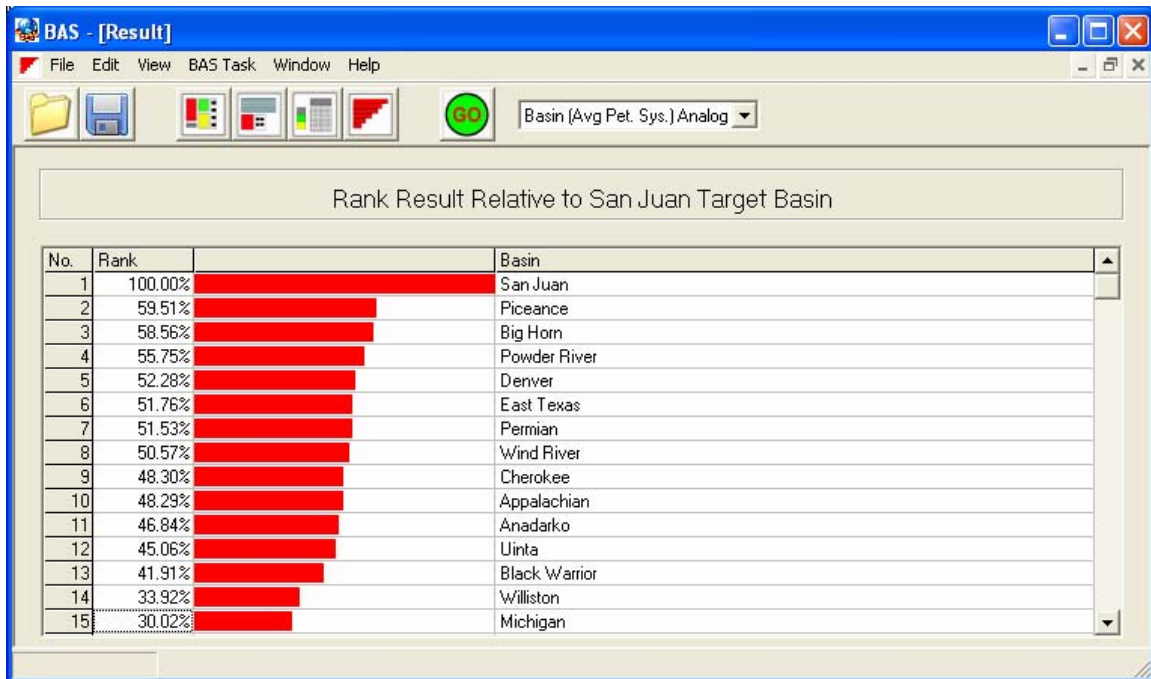 BAS - [Result]
File Edit View BAS Task Window Help
GO
Basin (Avg Pet. Sys.) Analog
Rank Result Relative to San Juan Target Basin
No. Rank Basin
1 100.00% San Juan
2 59.51% Piceance
3 58.56% Big Horn
4 55.75% Powder River
5 52.28% Denver
6 51.76% East Texas
7 51.53% Permian
8 50.57% Wind River
9 48.30% Cherokee
10 48.29% Appalachian
11 46.84% Anadarko
12 45.06% Uinta
13 41.91% Black Warrior
14 33.92% Williston
15 30.02% Michigan